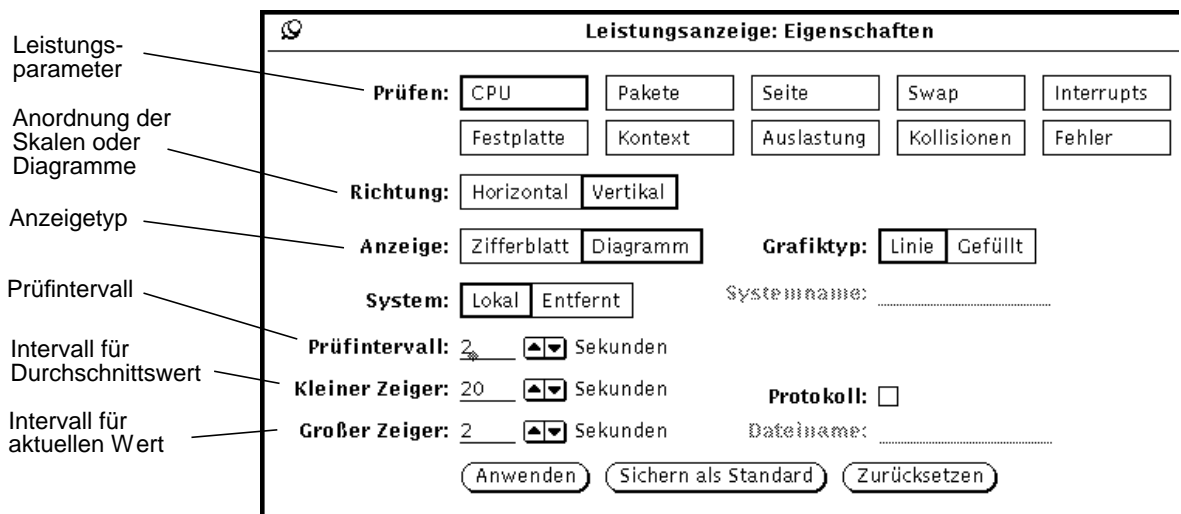 Leistungsanzeige: Eigenschaften
Leistungs-
parameter
Prüfen: CPU Pakete Seite Swap Interrupts
Festplatte Kontext Auslastung Kollisionen Fehler
Anordnung der
Skalen oder
Diagramme
Richtung: Horizontal Vertikal
Anzeigetyp
Anzeige: Zifferblatt Diagramm Grafiktyp: Linie Gefüllt
System: Lokal Entfernt Systemname:
Prüfintervall
Prüfintervall: 2 Sekunden
Intervall für
Durchschnittswert
Kleiner Zeiger: 20 Sekunden Protokoll:
Intervall für
aktuellen Wert
Großer Zeiger: 2 Sekunden Dateiname:
Anwenden Sichern als Standard Zurücksetzen